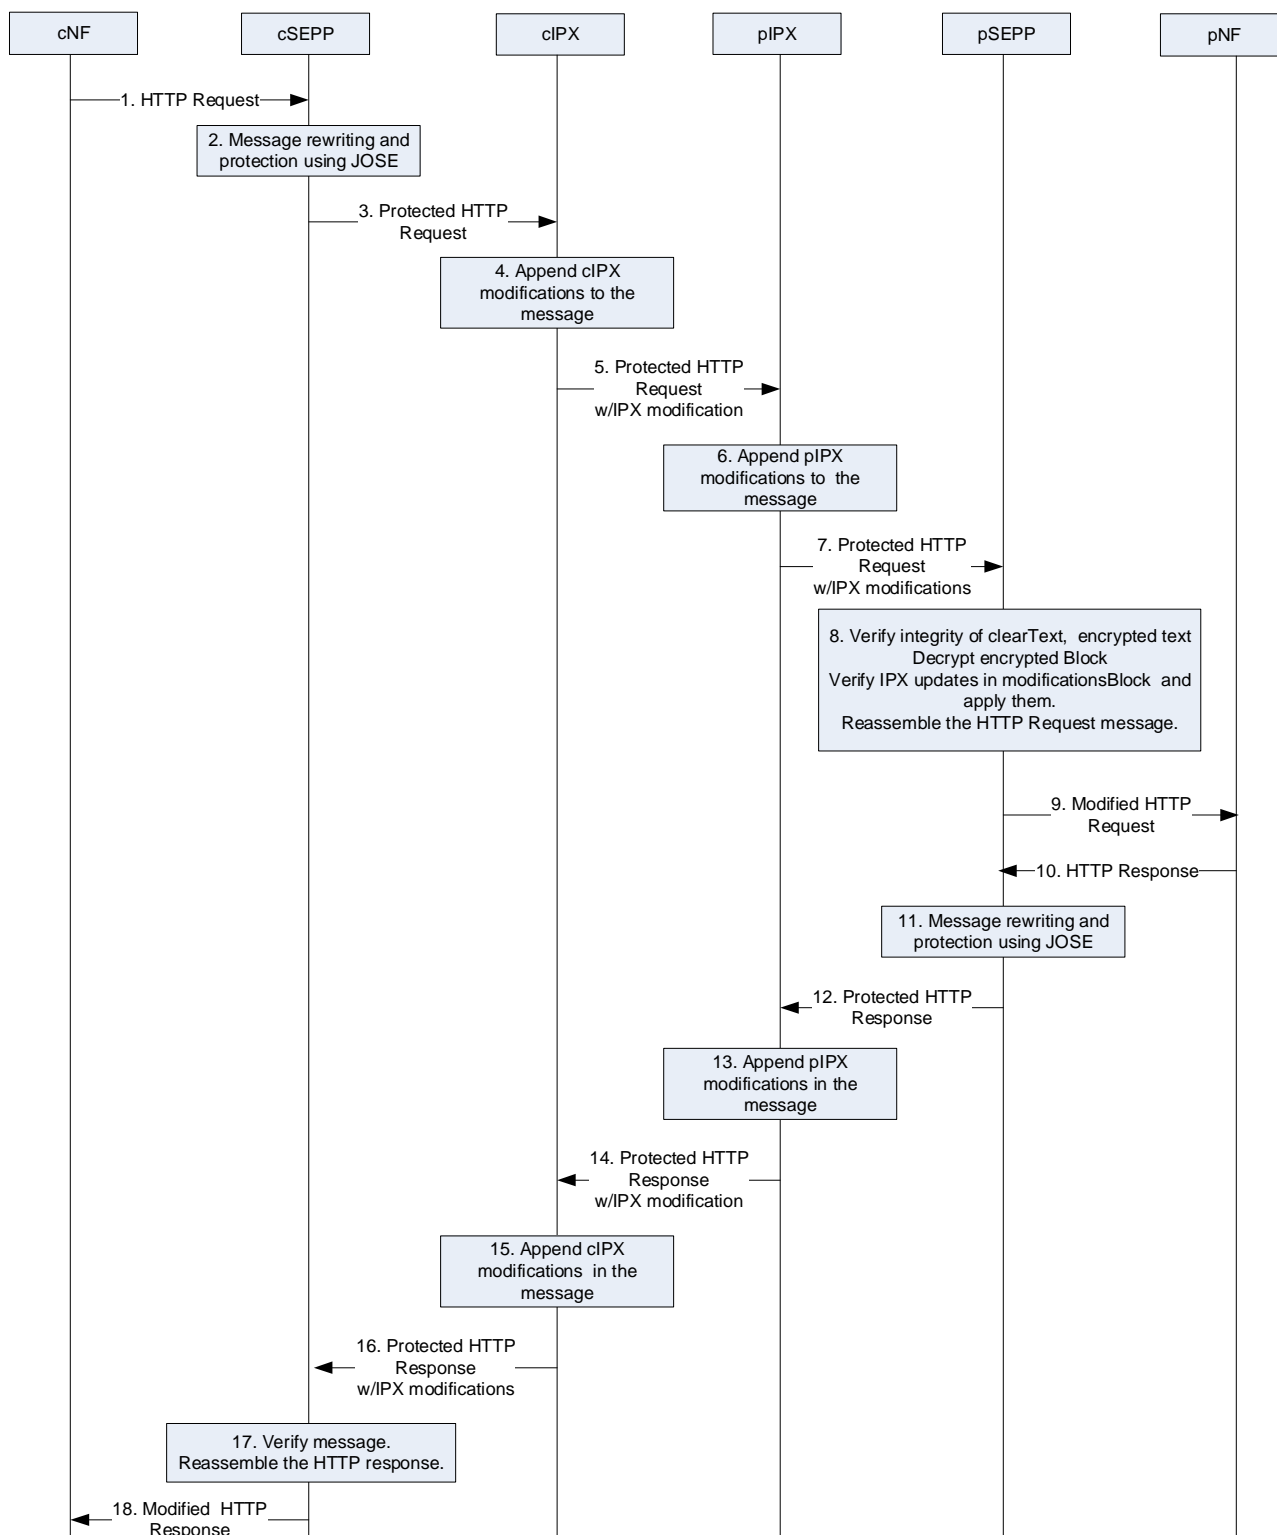 cNF
cSEPP
cIPX
pIPX
pSEPP
pNF
1. HTTP Request
2. Message rewriting and
protection using JOSE
3. Protected HTTP
Request
4. Append cIPX
modifications to the
message
5. Protected HTTP
Request
w/IPX modification
6. Append pIPX
modifications to the
message
7. Protected HTTP
Request
w/IPX modifications
8. Verify integrity of clearText, encrypted text
Decrypt encrypted Block
Verify IPX updates in modificationsBlock and
apply them.
Reassemble the HTTP Request message.
9. Modified HTTP
Request
10. HTTP Response
11. Message rewriting and
protection using JOSE
12. Protected HTTP
Response
13. Append pIPX
modifications in the
message
14. Protected HTTP
Response
w/IPX modification
15. Append cIPX
modifications in the
message
16. Protected HTTP
Response
w/IPX modifications
17. Verify message.
Reassemble the HTTP response.
18. Modified HTTP
Response